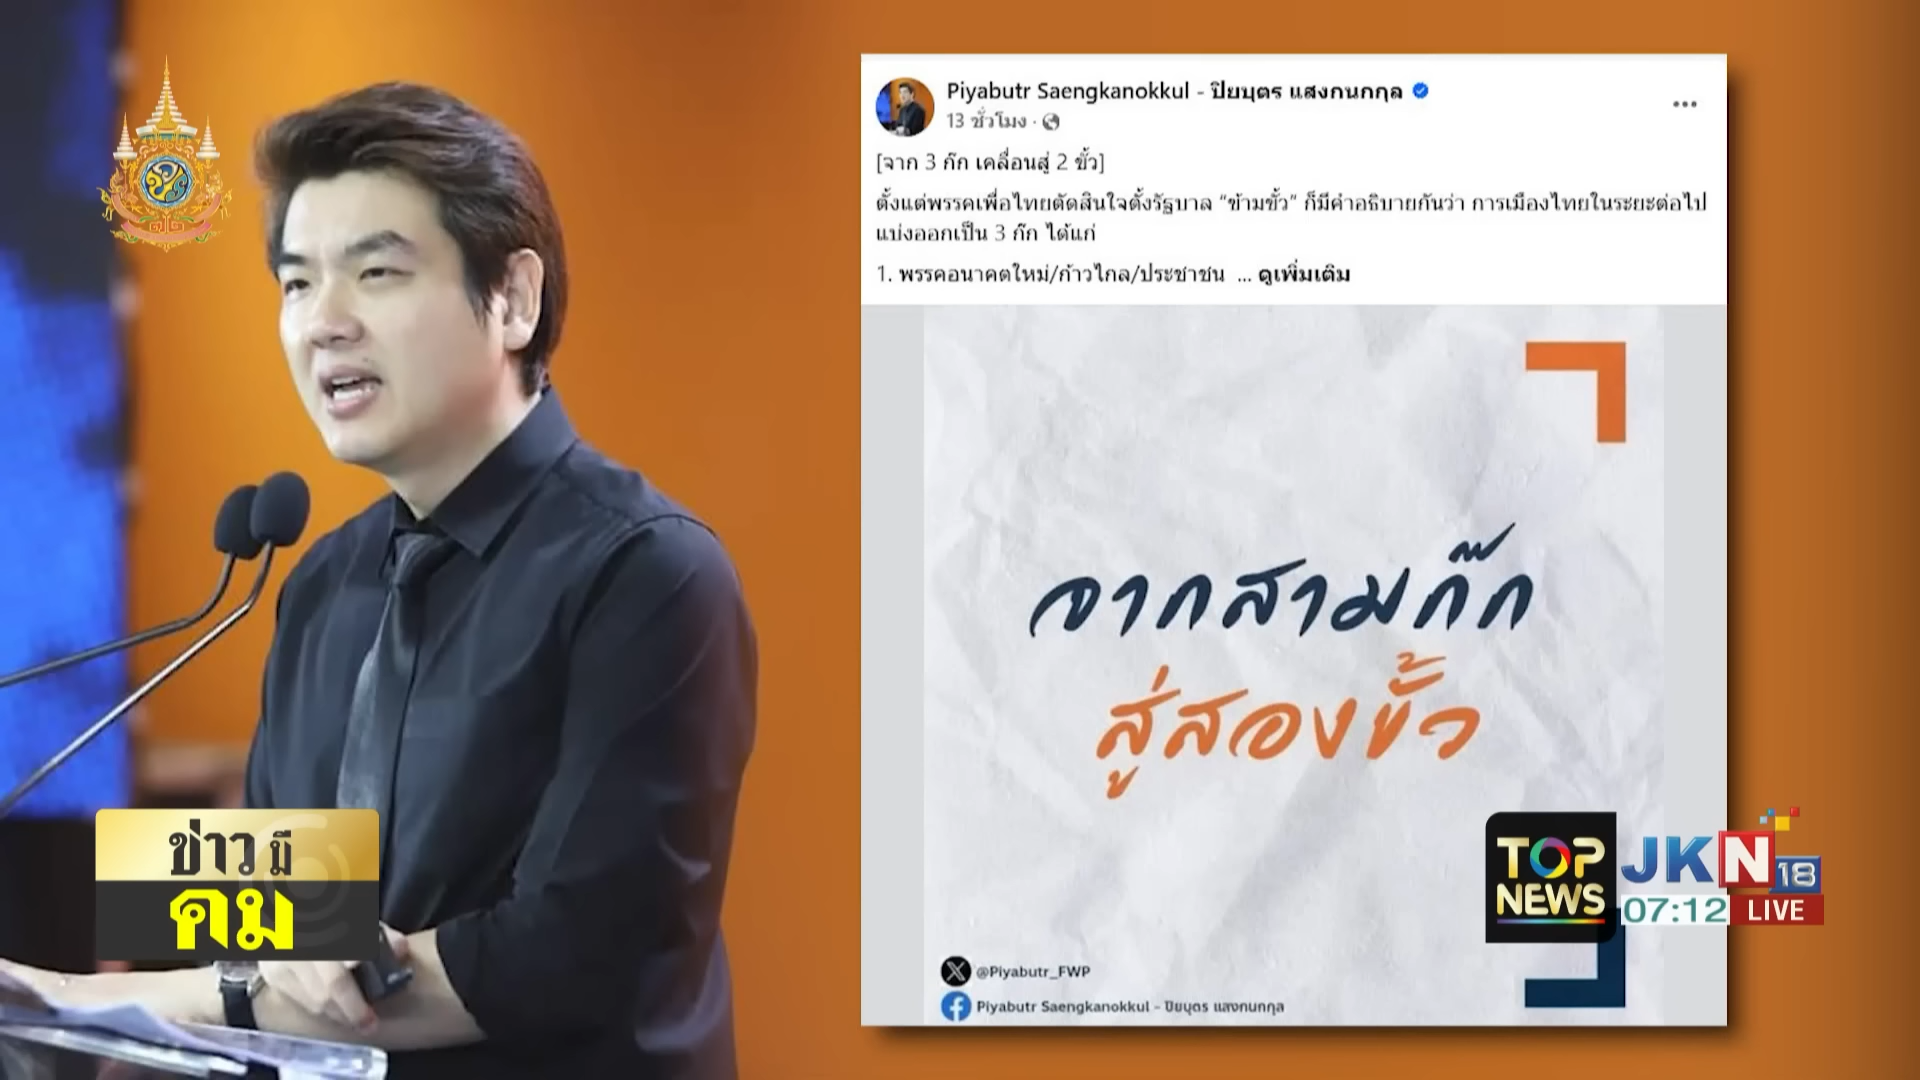 Piyabutr Saengkanokkul - ปิยบุตร แสงกนกกุล
13 ชั่วโมง ·
[จาก 3 ก๊ก เคลื่อนสู่ 2 ขั้ว]
ตั้งแต่พรรคเพื่อไทยตัดสินใจตั้งรัฐบาล “ข้ามขั้ว” ก็มีคำอธิบายกันว่า การเมืองไทยในระยะต่อไป
แบ่งออกเป็น 3 ก๊ก ได้แก่
1. พรรคอนาคตใหม่/ก้าวไกล/ประชาชน ... ดูเพิ่มเติม
จากสามก๊ก
สู่สองขั้ว
@Piyabutr_FWP
Piyabutr Saengkanokkul - ปิยบุตร แสงกนกกุล
ข่าวมี
คม
TOP
NEWS
JKN18
07:12 LIVE